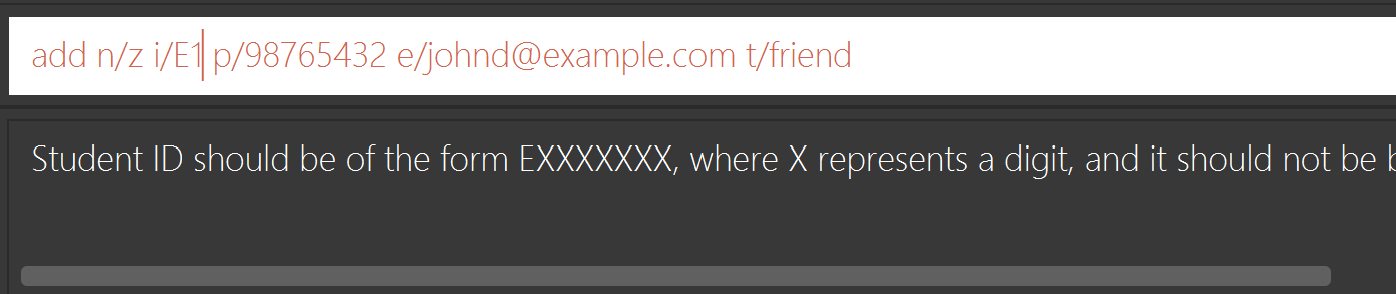 add n/z i/E1 p/98765432 e/johnd@example.com t/friend
Student ID should be of the form EXXXXXXX, where X represents a digit, and it should not be